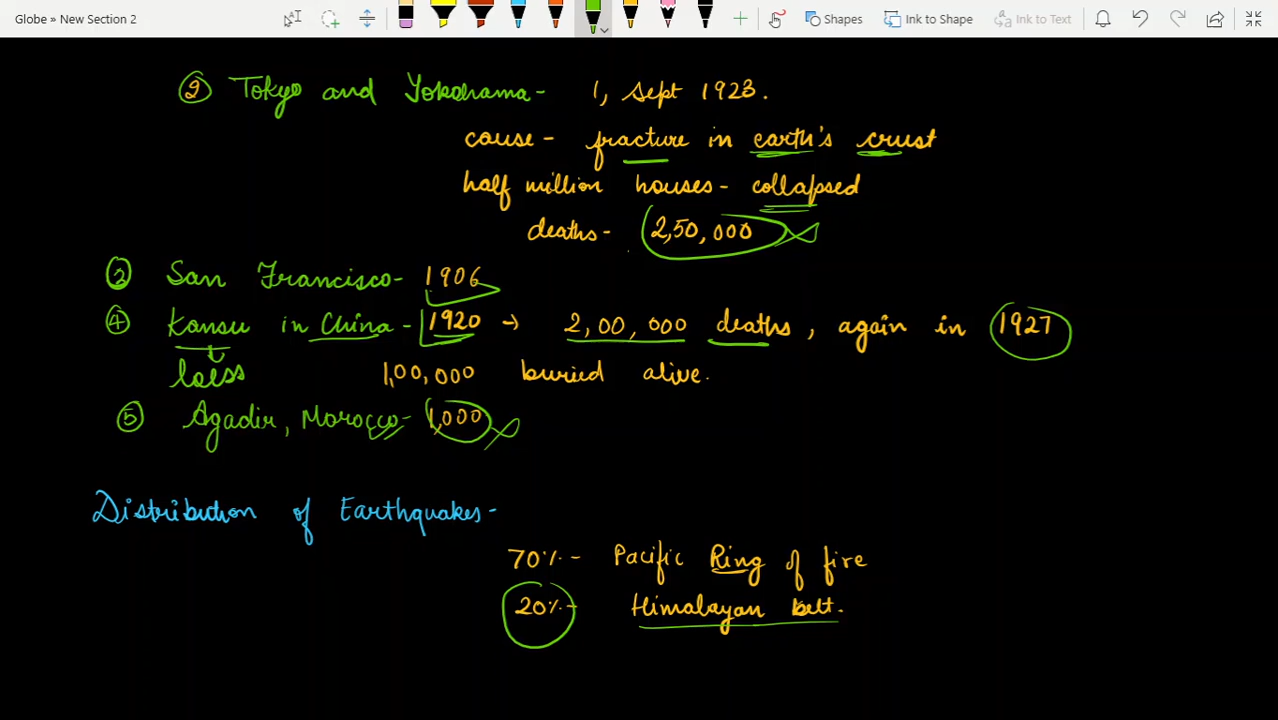 Globe » New Section 2
Shapes
Ink to Shape
Ink to Text
② Tokyo and Yokohama- 1, Sept 1923.
cause- fracture in earth's crust
half million houses- collapsed
deaths- 2,50,000
③ San Francisco- 1906
④ Kansu in China- 1920 → 2,00,000 deaths, again in 1927
loess 1,00,000 buried alive.
⑤ Agadir, Morocco- 1,000
Distribution of Earthquakes-
70%- Pacific Ring of fire
20%- Himalayan belt.